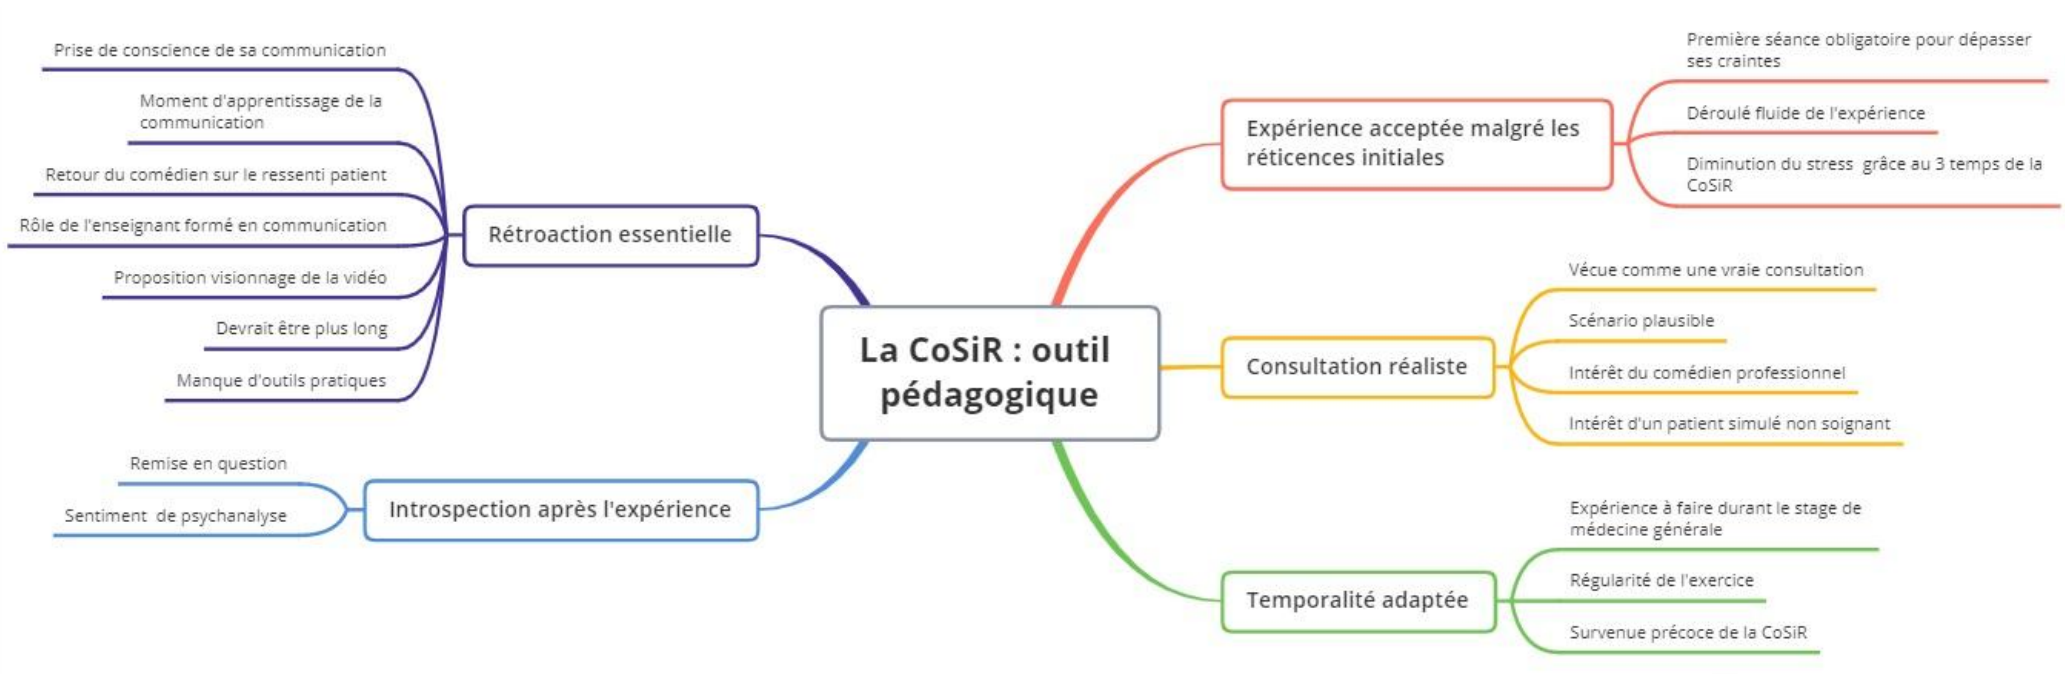 La CoSiR : outil
pédagogique
Rétroaction essentielle
Prise de conscience de sa communication
Moment d'apprentissage de la
communication
Retour du comédien sur le ressenti patient
Rôle de l'enseignant formé en communication
Proposition visionnage de la vidéo
Devrait être plus long
Manque d'outils pratiques
Introspection après l'expérience
Remise en question
Sentiment  de psychanalyse
Expérience acceptée malgré les
réticences initiales
Première séance obligatoire pour dépasser
ses craintes
Déroulé fluide de l'expérience
Diminution du stress  grâce au 3 temps de la
CoSiR
Consultation réaliste
Vécue comme une vraie consultation
Scénario plausible
Intérêt du comédien professionnel
Intérêt d'un patient simulé non soignant
Temporalité adaptée
Expérience à faire durant le stage de
médecine générale
Régularité de l'exercice
Survenue précoce de la CoSiR